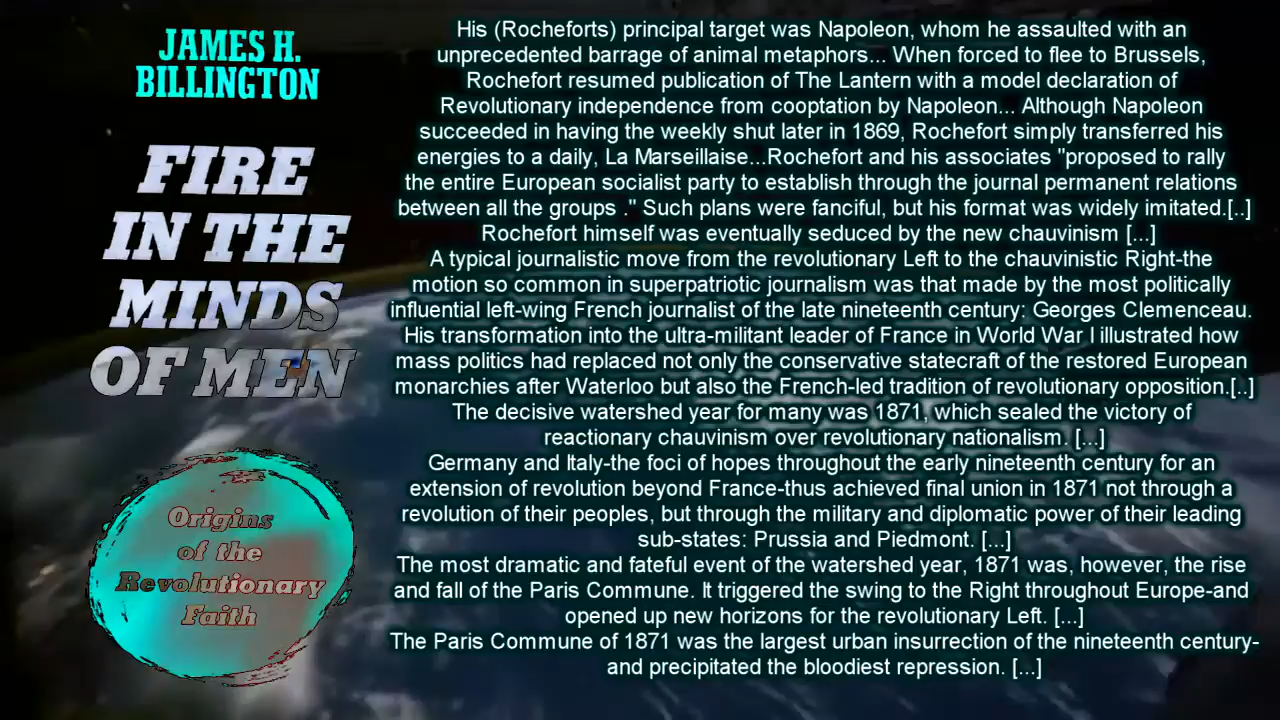 JAMES H.
BILLINGTON
FIRE
IN THE
MINDS
OF MEN
Origins
of the
Revolutionary
Faith
His (Rocheforts) principal target was Napoleon, whom he assaulted with an
unprecedented barrage of animal metaphors... When forced to flee to Brussels,
Rochefort resumed publication of The Lantern with a model declaration of
Revolutionary independence from cooptation by Napoleon... Although Napoleon
succeeded in having the weekly shut later in 1869, Rochefort simply transferred his
energies to a daily, La Marseillaise...Rochefort and his associates "proposed to rally
the entire European socialist party to establish through the journal permanent relations
between all the groups ." Such plans were fanciful, but his format was widely imitated.[..]
Rochefort himself was eventually seduced by the new chauvinism [...]
A typical journalistic move from the revolutionary Left to the chauvinistic Right-the
motion so common in superpatriotic journalism was that made by the most politically
influential left-wing French journalist of the late nineteenth century: Georges Clemenceau.
His transformation into the ultra-militant leader of France in World War I illustrated how
mass politics had replaced not only the conservative statecraft of the restored European
monarchies after Waterloo but also the French-led tradition of revolutionary opposition.[..]
The decisive watershed year for many was 1871, which sealed the victory of
reactionary chauvinism over revolutionary nationalism. [...]
Germany and Italy-the foci of hopes throughout the early nineteenth century for an
extension of revolution beyond France-thus achieved final union in 1871 not through a
revolution of their peoples, but through the military and diplomatic power of their leading
sub-states: Prussia and Piedmont. [...]
The most dramatic and fateful event of the watershed year, 1871 was, however, the rise
and fall of the Paris Commune. It triggered the swing to the Right throughout Europe-and
opened up new horizons for the revolutionary Left. [...]
The Paris Commune of 1871 was the largest urban insurrection of the nineteenth century-
and precipitated the bloodiest repression. [...]